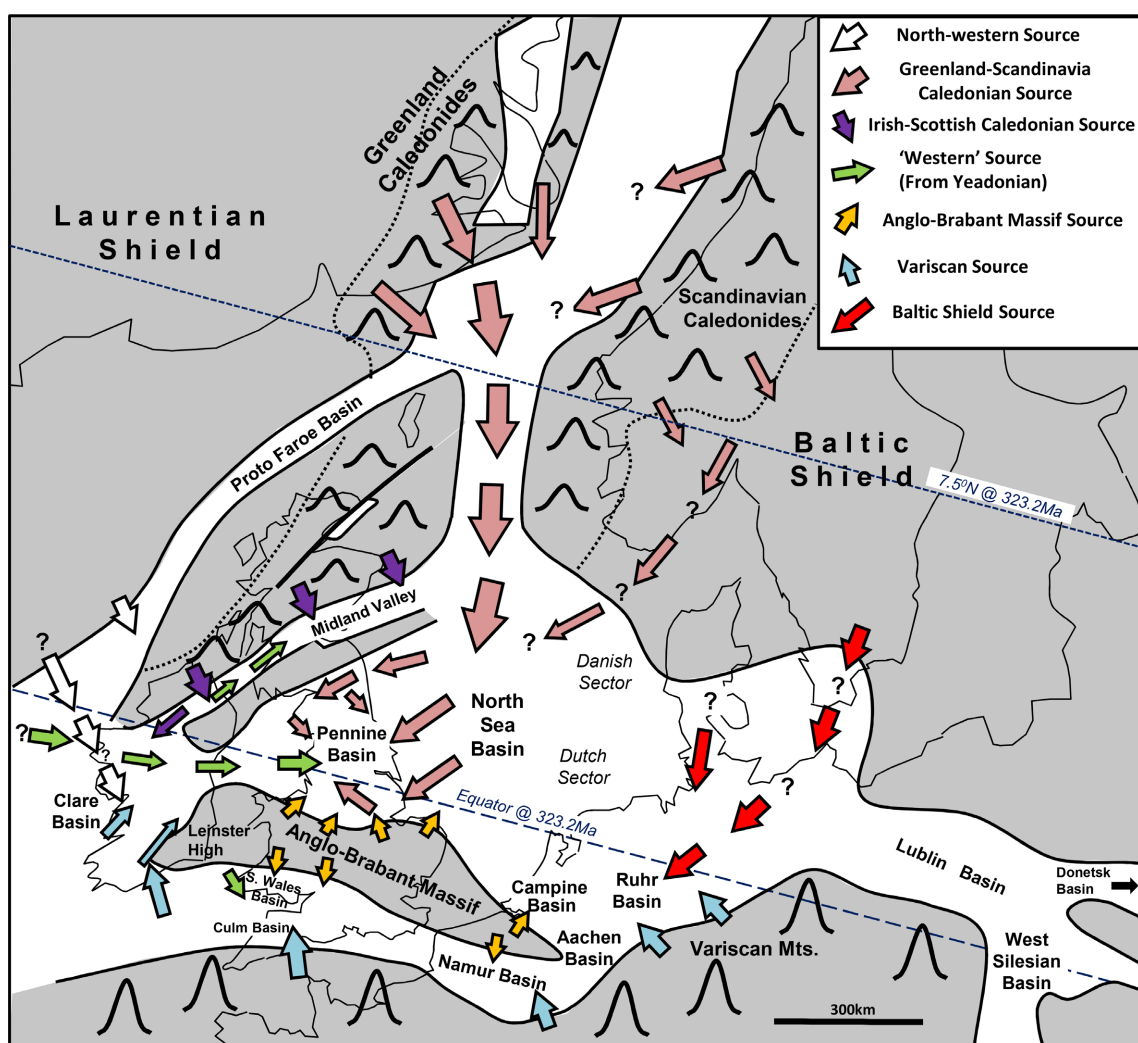 North-western Source
Greenland-Scandinavia
Caledonian Source
Irish-Scottish Caledonian Source
‘Western’ Source
(From Yeadonian)
Anglo-Brabant Massif Source
Variscan Source
Baltic Shield Source
Greenland
Caledonides
Laurentian
Shield
?
?
Scandinavian
Caledonides
Proto Faroe Basin
Baltic
Shield
7.5⁰N @ 323.2Ma
?
?
Midland Valley
?
?
Danish
Sector
?
?
North
Sea
Basin
?
Pennine
Basin
?
Dutch
Sector
?
Clare
Basin
Equator @ 323.2Ma
Leinster
High
Anglo-Brabant Massif
Lublin Basin
S. Wales
Basin
Campine
Basin
Ruhr
Basin
Donetsk
Basin
Culm Basin
Aachen
Basin
Variscan Mts.
West
Silesian
Basin
Namur Basin
300km